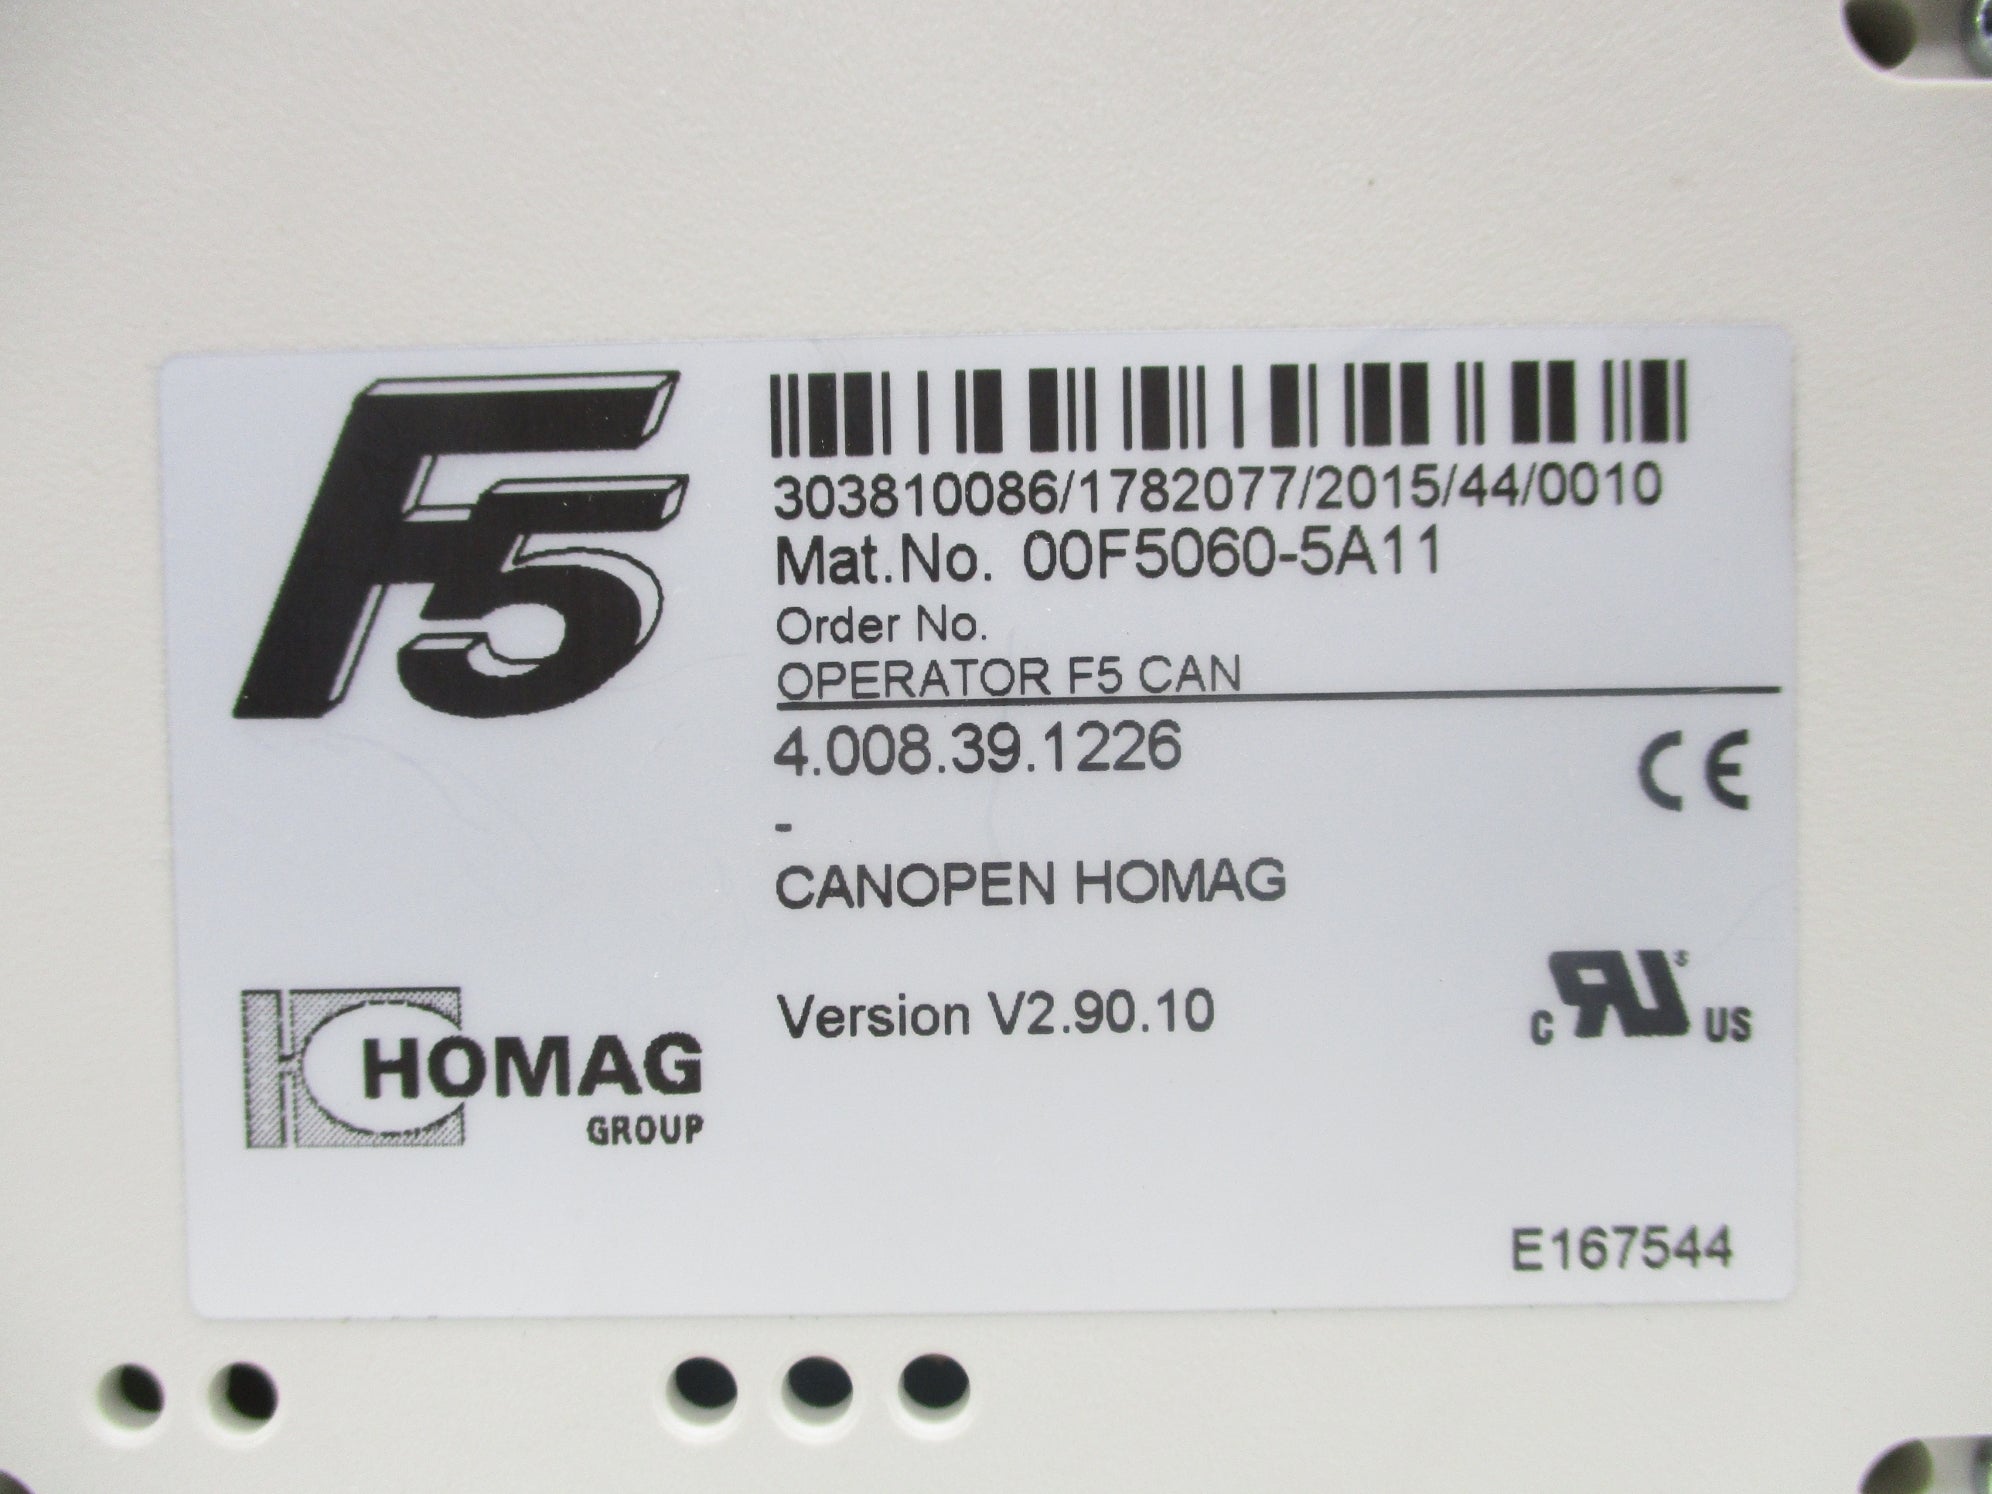 F5
303810086/1782077/2015/44/0010
Mat.No. 00F5060-5A11
Order No.
OPERATOR F5 CAN
4.008.39.1226
-
CE
CANOPEN HOMAG
Version V2.90.10
c RU us
HOMAG
GROUP
E167544